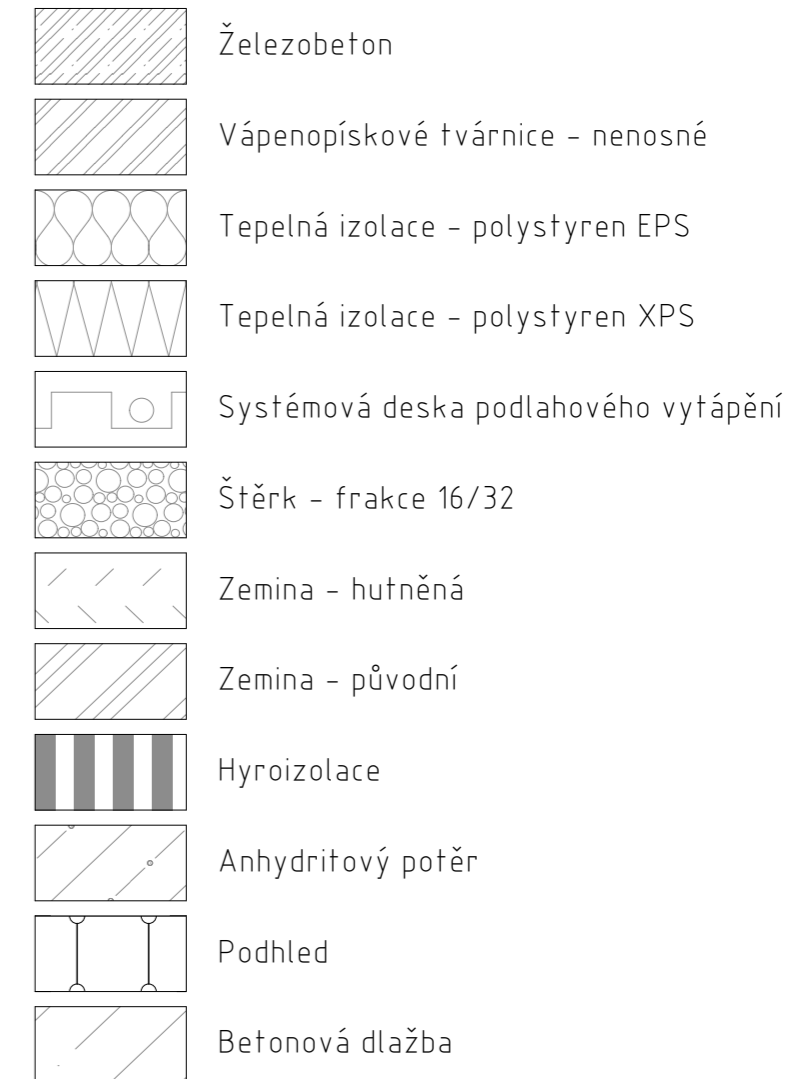 Železobeton
Vápenopískové tvárnice - nenosné
Tepelná izolace - polystyren EPS
Tepelná izolace - polystyren XPS
Systémová deska podlahového vytápění
Štěrk - frakce 16/32
Zemina - hutněná
Zemina - původní
Hyroizolace
Anhydritový potěr
Podhled
Betonová dlažba